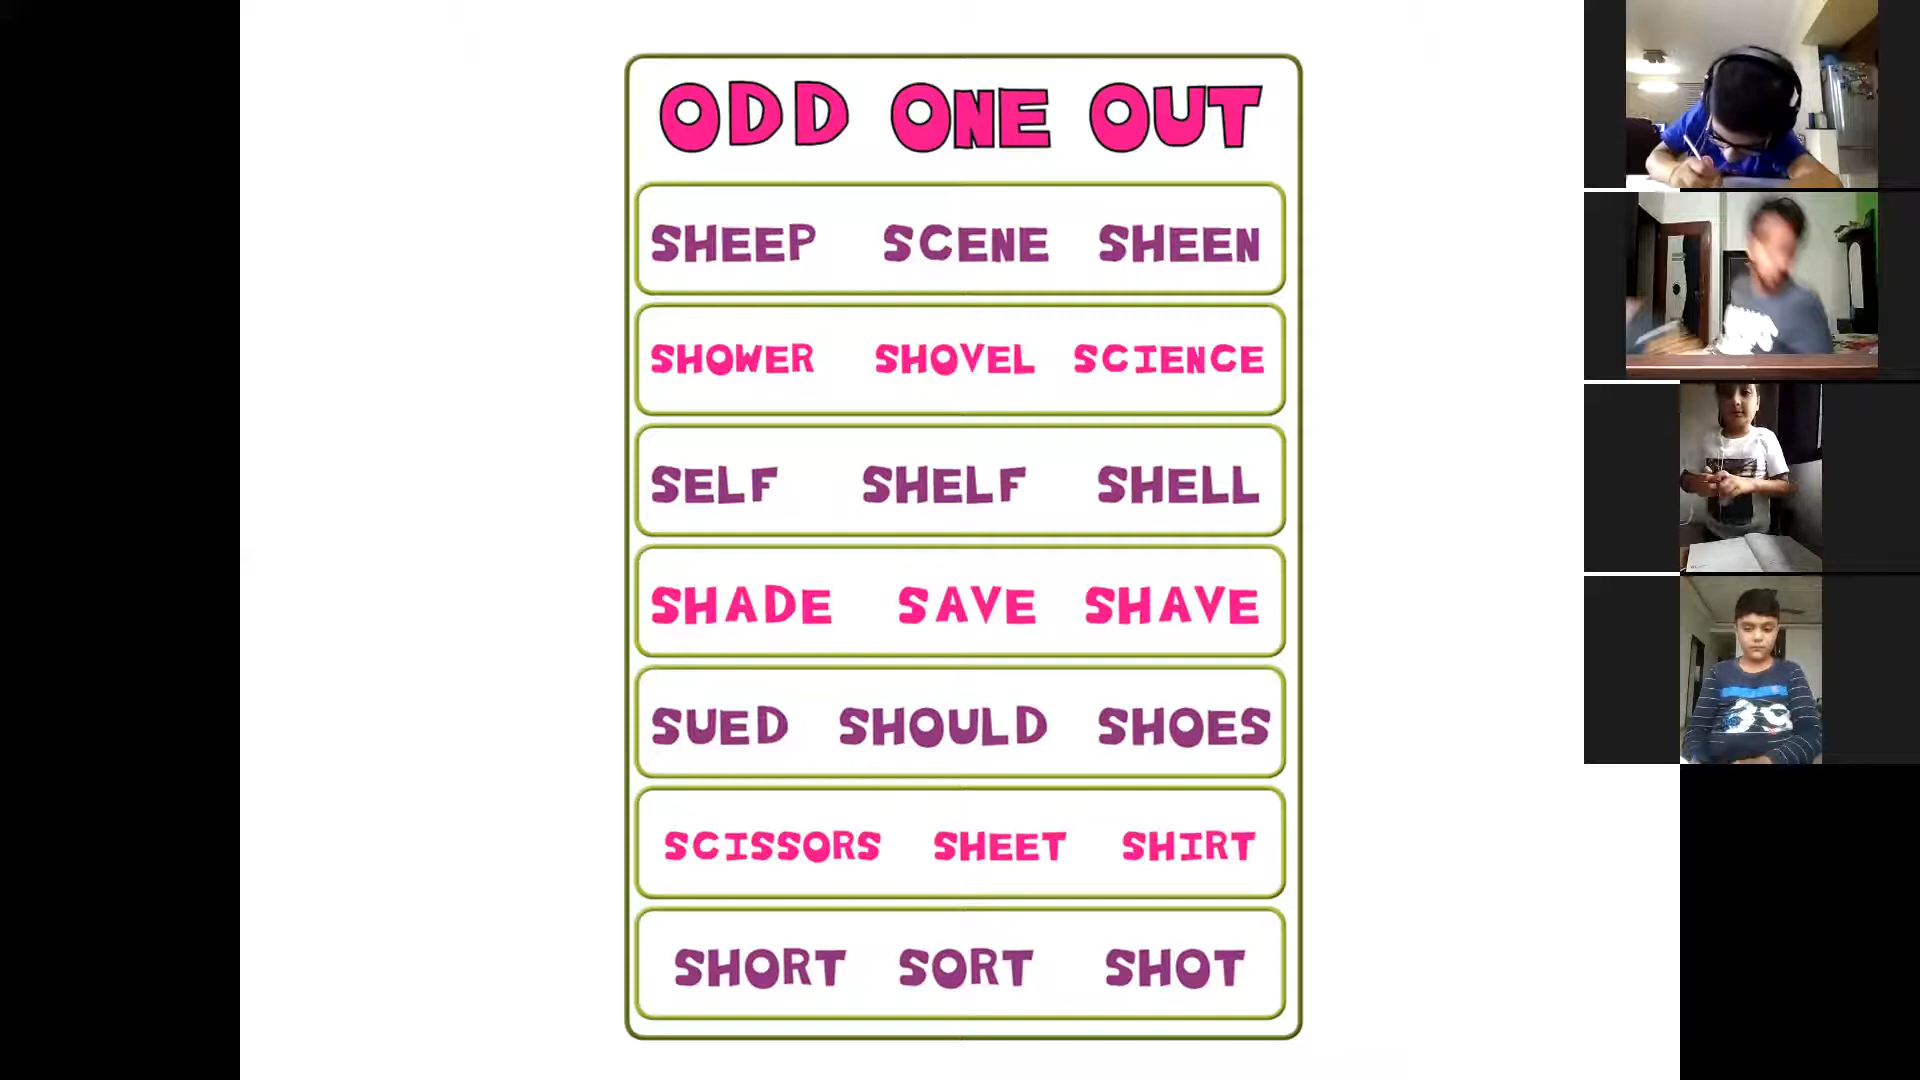 ODD ONE OUT
SHEEP SCENE SHEEN
SHOWER SHOVEL SCIENCE
SELF SHELF SHELL
SHADE SAVE SHAVE
SUED SHOULD SHOES
SCISSORS SHEET SHIRT
SHORT SORT SHOT